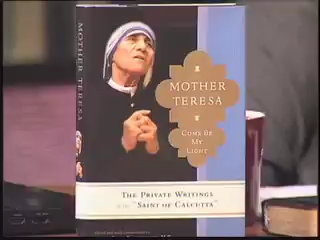 MOTHER TERESA
MOTHER
TERESA
COME BE
MY
LIGHT
THE PRIVATE WRITINGS
OF THE "SAINT OF CALCUTTA"